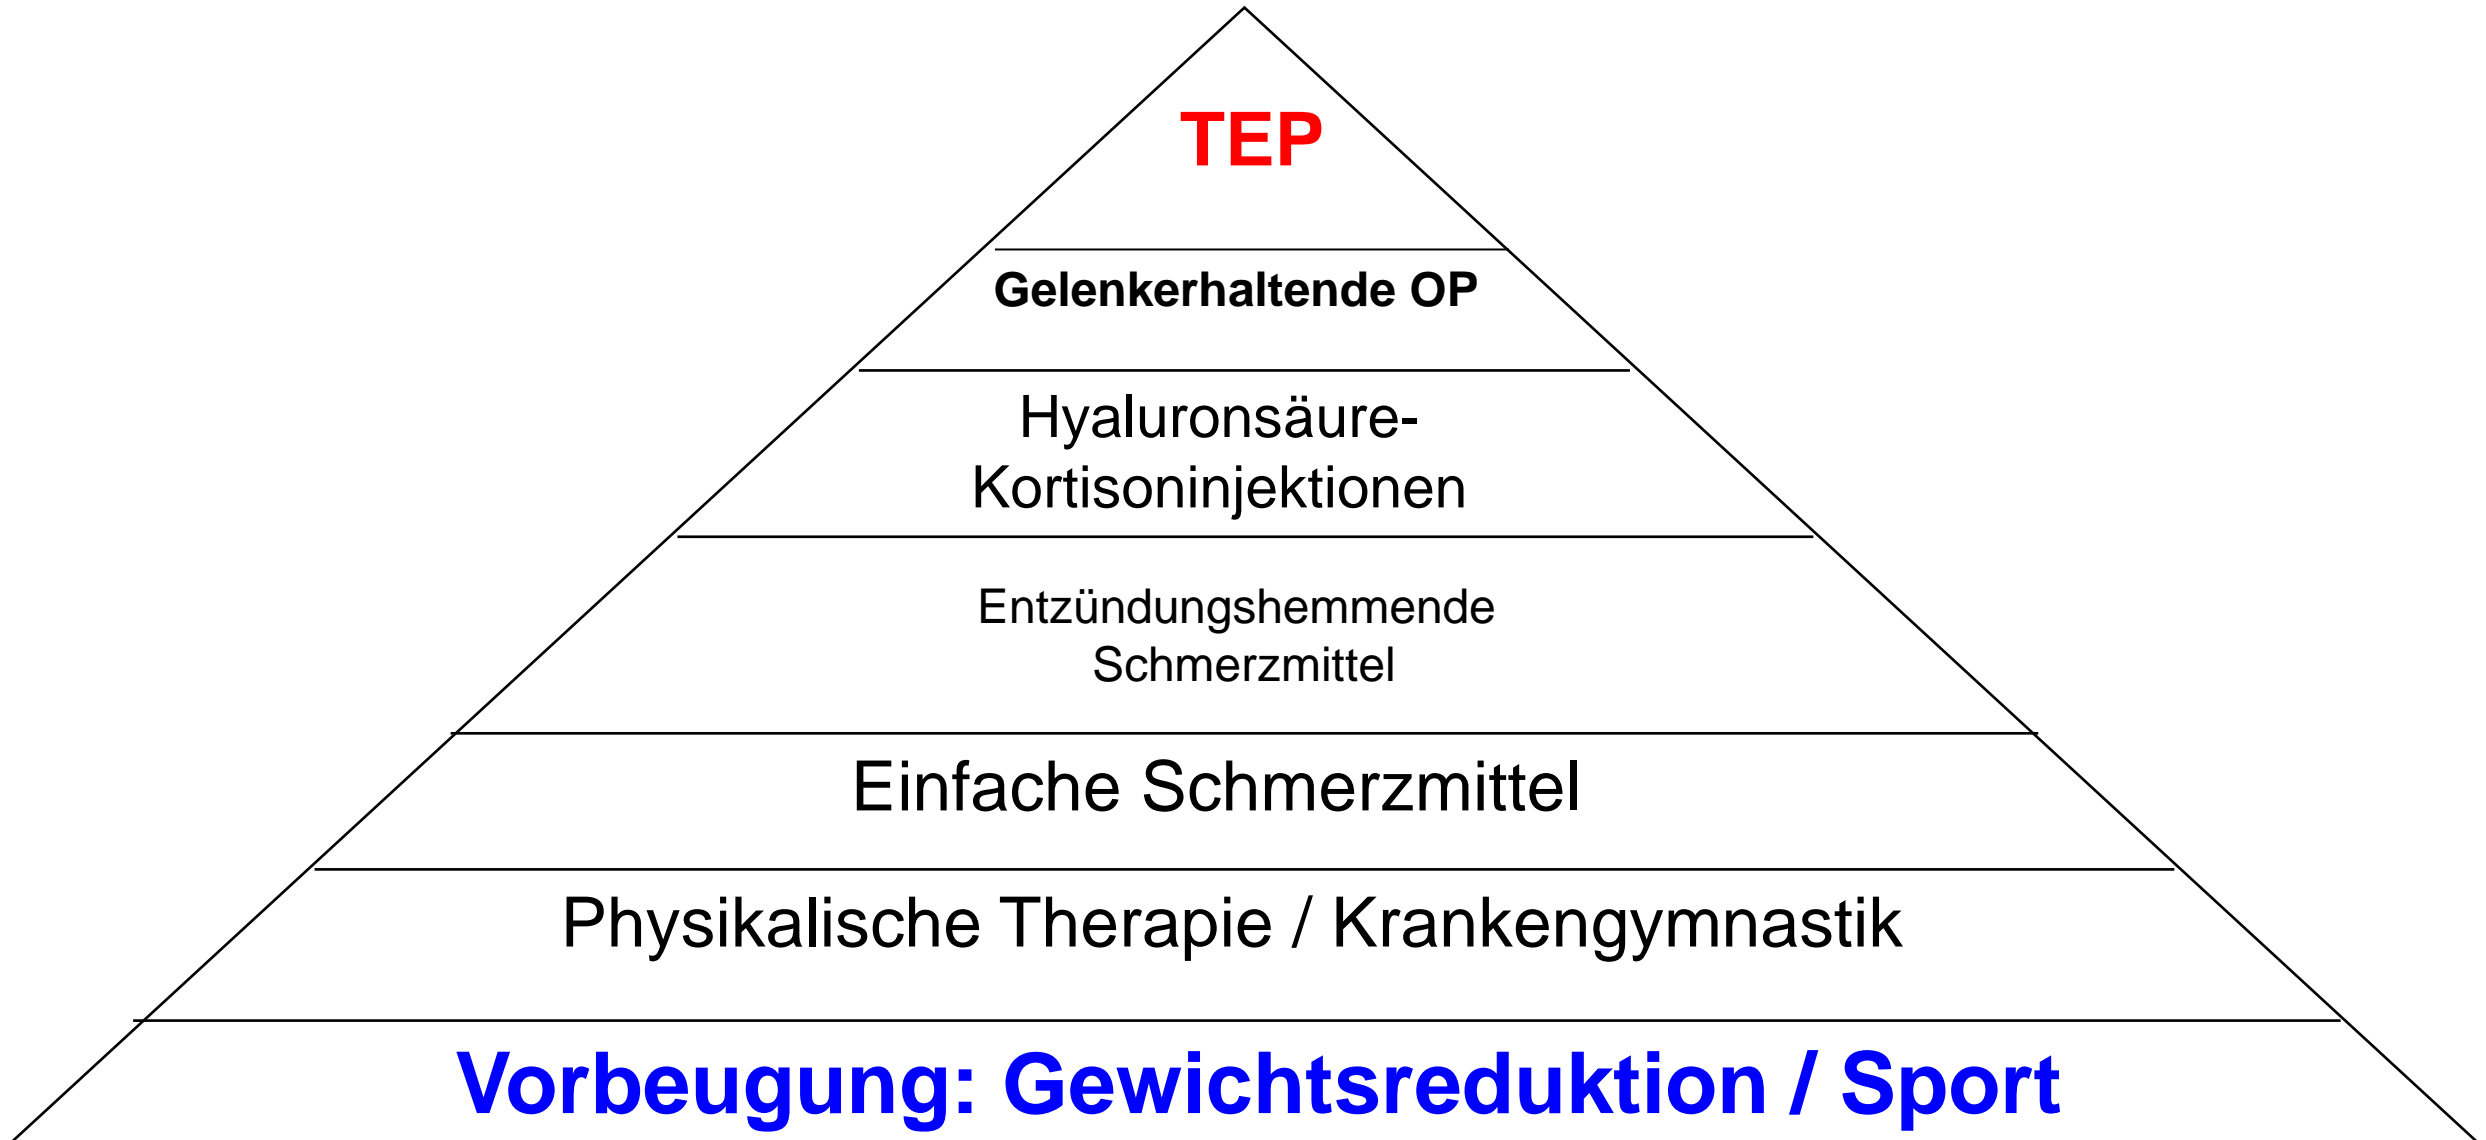 TEP
Gelenkerhaltende OP
Hyaluronsäure-
Kortisoninjektionen
Entzündungshemmende
Schmerzmittel
Einfache Schmerzmittel
Physikalische Therapie / Krankengymnastik
Vorbeugung: Gewichtsreduktion / Sport